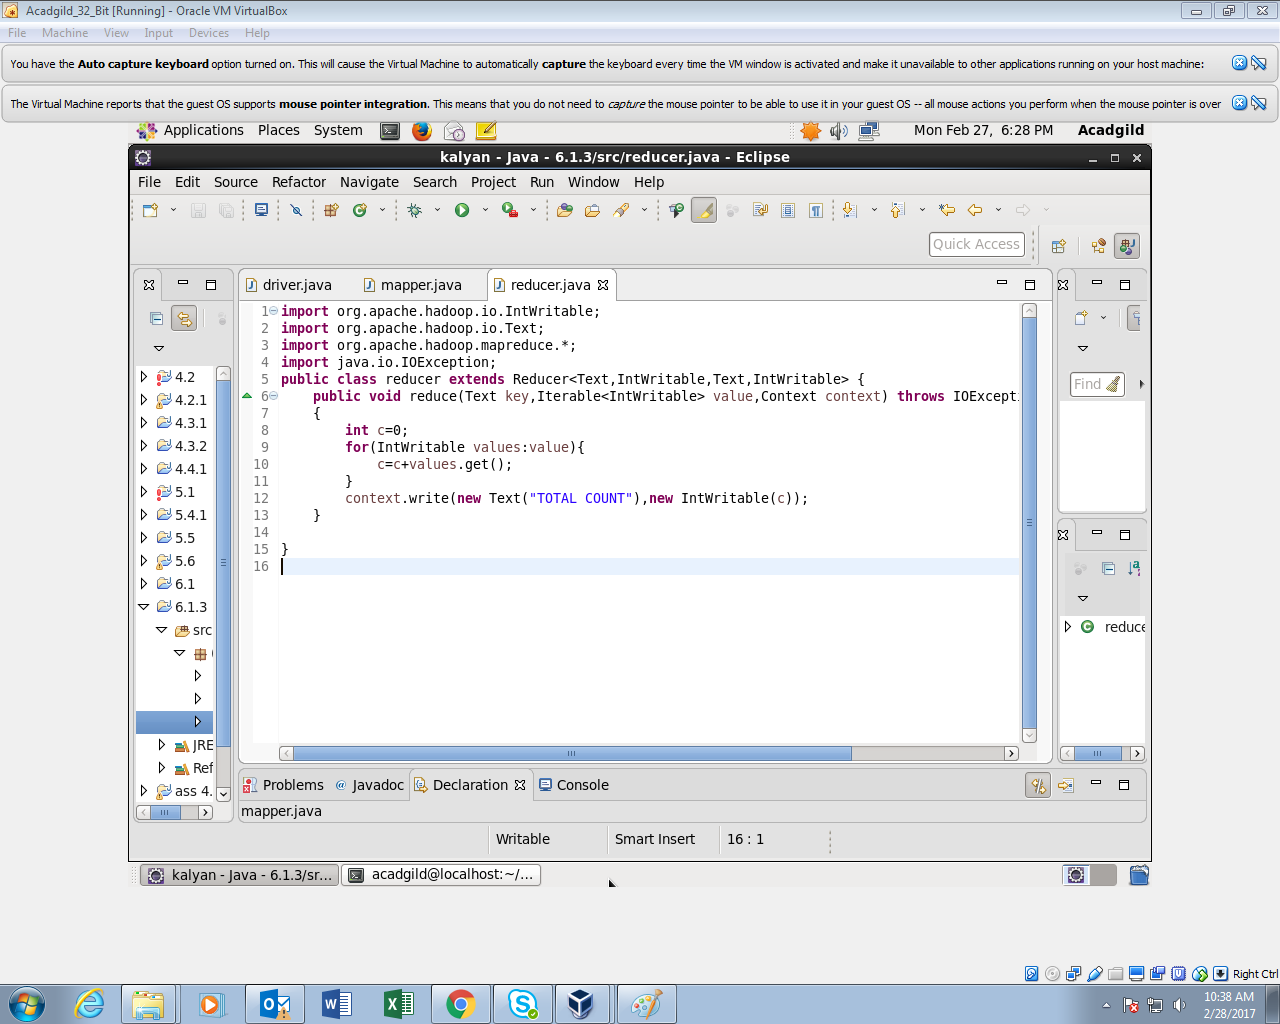 Acadgild_32_Bit [Running] - Oracle VM VirtualBox
File Machine View Input Devices Help
You have the Auto capture keyboard option turned on. This will cause the Virtual Machine to automatically capture the keyboard every time the VM window is activated and make it unavailable to other applications running on your host machine:
The Virtual Machine reports that the guest OS supports mouse pointer integration. This means that you do not need to capture the mouse pointer to be able to use it in your guest OS -- all mouse actions you perform when the mouse pointer is over
Applications Places System Mon Feb 27, 6:28 PM Acadgild
kalyan - Java - 6.1.3/src/reducer.java - Eclipse
File Edit Source Refactor Navigate Search Project Run Window Help
Quick Access
driver.java mapper.java reducer.java
1 import org.apache.hadoop.io.IntWritable;
2 import org.apache.hadoop.io.Text;
3 import org.apache.hadoop.mapreduce.*;
4 import java.io.IOException;
5 public class reducer extends Reducer<Text,IntWritable,Text,IntWritable> {
6 public void reduce(Text key,Iterable<IntWritable> value,Context context) throws IOExcepti
7 {
8 int c=0;
9 for(IntWritable values:value){
10 c=c+values.get();
11 }
12 context.write(new Text("TOTAL COUNT"),new IntWritable(c));
13 }
14
15 }
16
4.2
4.2.1
4.3.1
4.3.2
4.4.1
5.1
5.4.1
5.5
5.6
6.1
6.1.3
src
JRE
Ref
ass 4.
Find
reduce
Problems @ Javadoc Declaration Console
mapper.java
Writable Smart Insert 16 : 1
kalyan - Java - 6.1.3/sr... acadgild@localhost:~/...
Right Ctrl
10:38 AM
2/28/2017